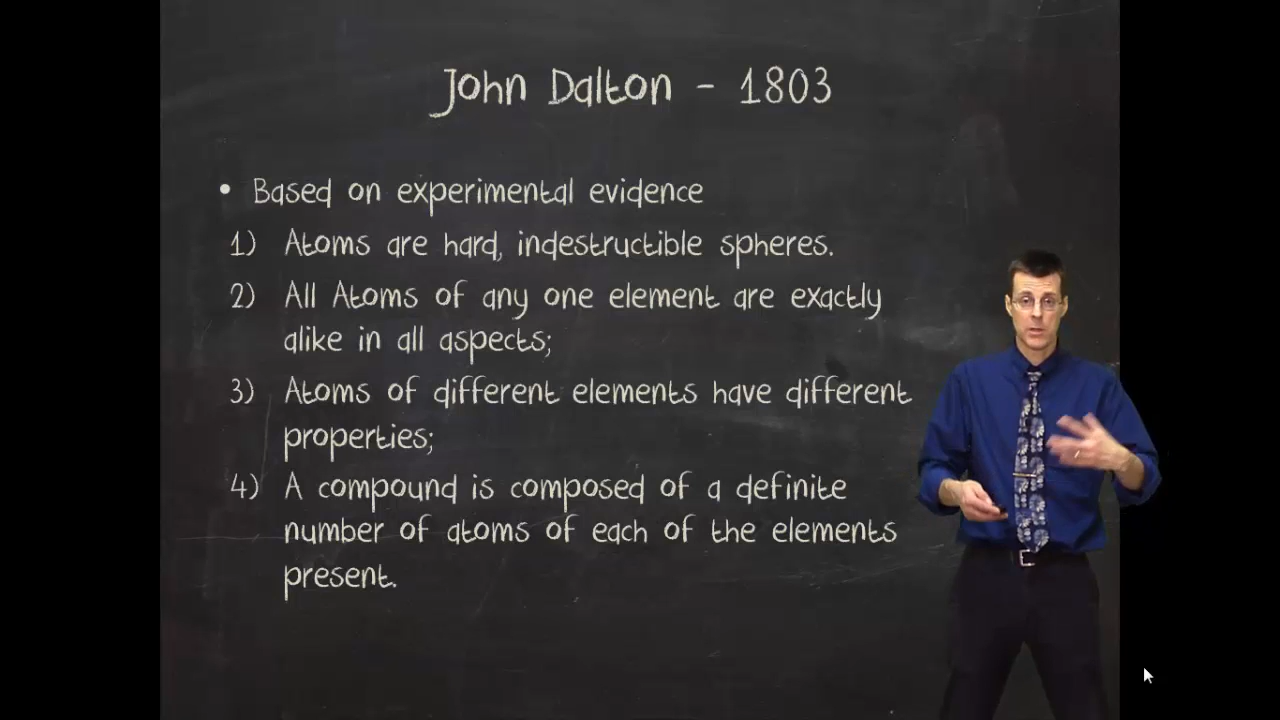 John Dalton - 1803
• Based on experimental evidence
1) Atoms are hard, indestructible spheres.
2) All Atoms of any one element are exactly
alike in all aspects;
3) Atoms of different elements have different
properties;
4) A compound is composed of a definite
number of atoms of each of the elements
present.